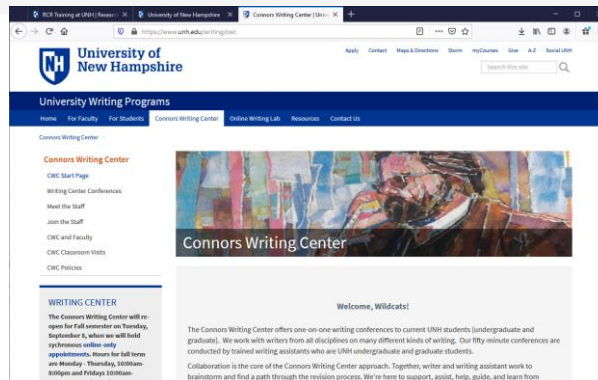 RCR Training at UNH | Resear
University of New Hampshire
Connors Writing Center | Univ
https://www.unh.edu/writing/cwc
University of
New Hampshire
NH
Apply Contact Maps & Directions Storm myCourses Give A-Z Social UNH
Search this site
University Writing Programs
Home For Faculty For Students Connors Writing Center Online Writing Lab Resources Contact Us
Connors Writing Center
Connors Writing Center
CWC Start Page
Writing Center Conferences
Meet the Staff
Join the Staff
CWC and Faculty
CWC Classroom Visits
CWC Policies
Connors Writing Center
WRITING CENTER
The Connors Writing Center will re-
open for Fall semester on Tuesday,
September 8, when we will hold
sychronous online-only
appointments. Hours for fall term
are Monday - Thursday, 10:00am-
8:00pm and Fridays 10:00am-
Welcome, Wildcats!
The Connors Writing Center offers one-on-one writing conferences to current UNH students (undergraduate and
graduate). We work with writers from all disciplines on many different kinds of writing. Our fifty-minute conferences are
conducted by trained writing assistants who are UNH undergraduate and graduate students.
Collaboration is the core of the Connors Writing Center approach. Together, writer and writing assistant work to
brainstorm and find a path through the revision process. We're here to support, assist, help, guide, and learn from